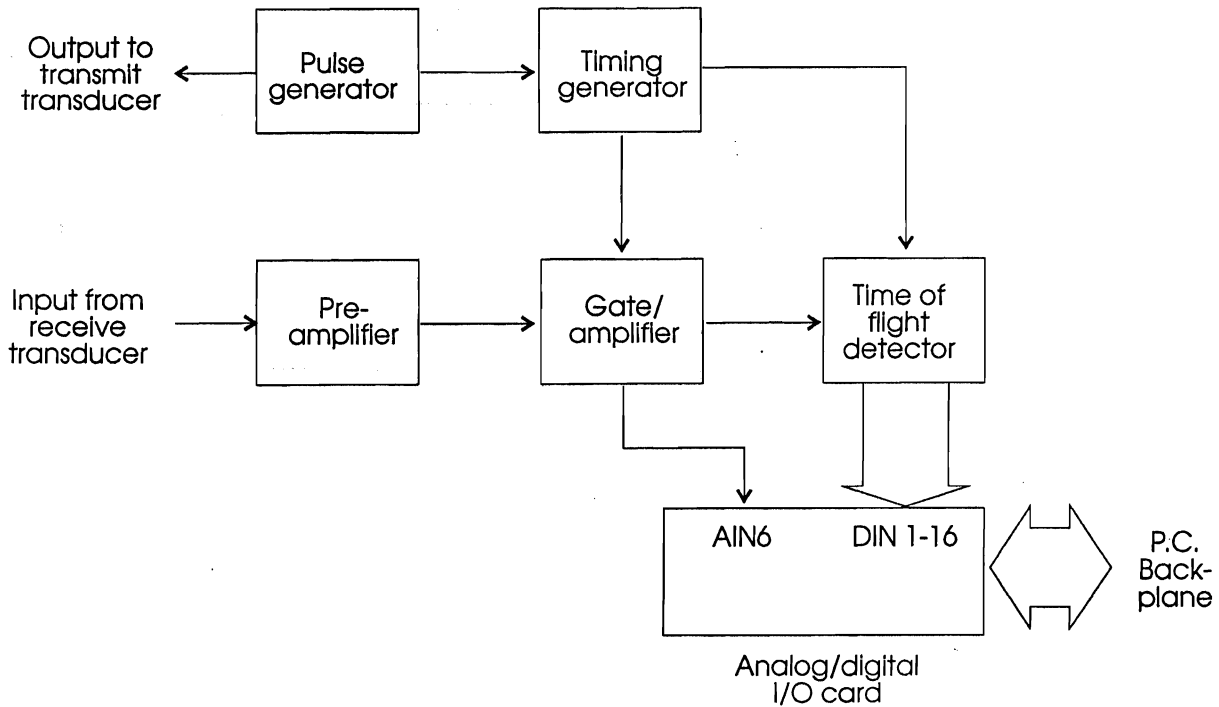 Output to
transmit
transducer
Pulse
generator
Timing
generator
Input from
receive
transducer
Pre-
amplifier
Gate/
amplifier
Time of
flight
detector
AIN6
DIN 1-16
P.C.
Back-
plane
Analog/digital
I/O card